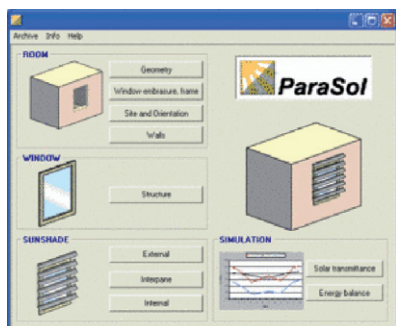 Archive Info Help
ROOM
Geometry
Window embrasure, frame
Site and Orientation
Walls
ParaSol
WINDOW
Structure
SUNSHADE
External
Interpane
Internal
SIMULATION
Solar transmittance
Energy balance